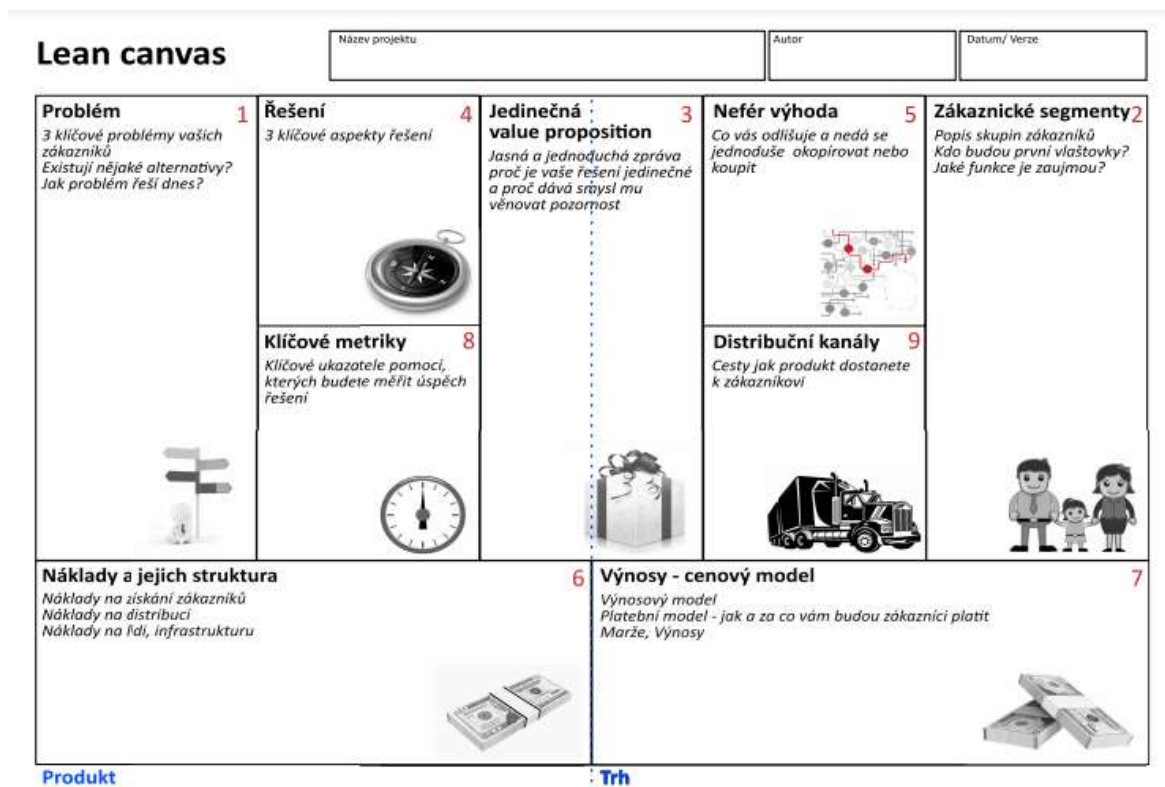 Lean canvas
Název projektu
Autor
Datum/ Verze
Problém 1
3 klíčové problémy vašich
zákazníků
Existují nějaké alternativy?
Jak problém řeší dnes?
Řešení 4
3 klíčové aspekty řešení
Klíčové metriky 8
Klíčové ukazatele pomocí,
kterých budete měřit úspěch
řešení
Jedinečná 3
value proposition
Jasná a jednoduchá zpráva
proč je vaše řešení jedinečné
a proč dává smysl mu
věnovat pozornost
Nefér výhoda 5
Co vás odlišuje a nedá se
jednoduše okopírovat nebo
koupit
Distribuční kanály 9
Cesty jak produkt dostanete
k zákazníkovi
Zákaznické segmenty 2
Popis skupin zákazníků
Kdo budou první vlaštovky?
Jaké funkce je zaujmou?
Náklady a jejich struktura 6
Náklady na získání zákazníků
Náklady na distribuci
Náklady na lidi, infrastrukturu
Výnosy - cenový model 7
Výnosový model
Platební model - jak a za co vám budou zákazníci platit
Marže, Výnosy
Produkt
Trh